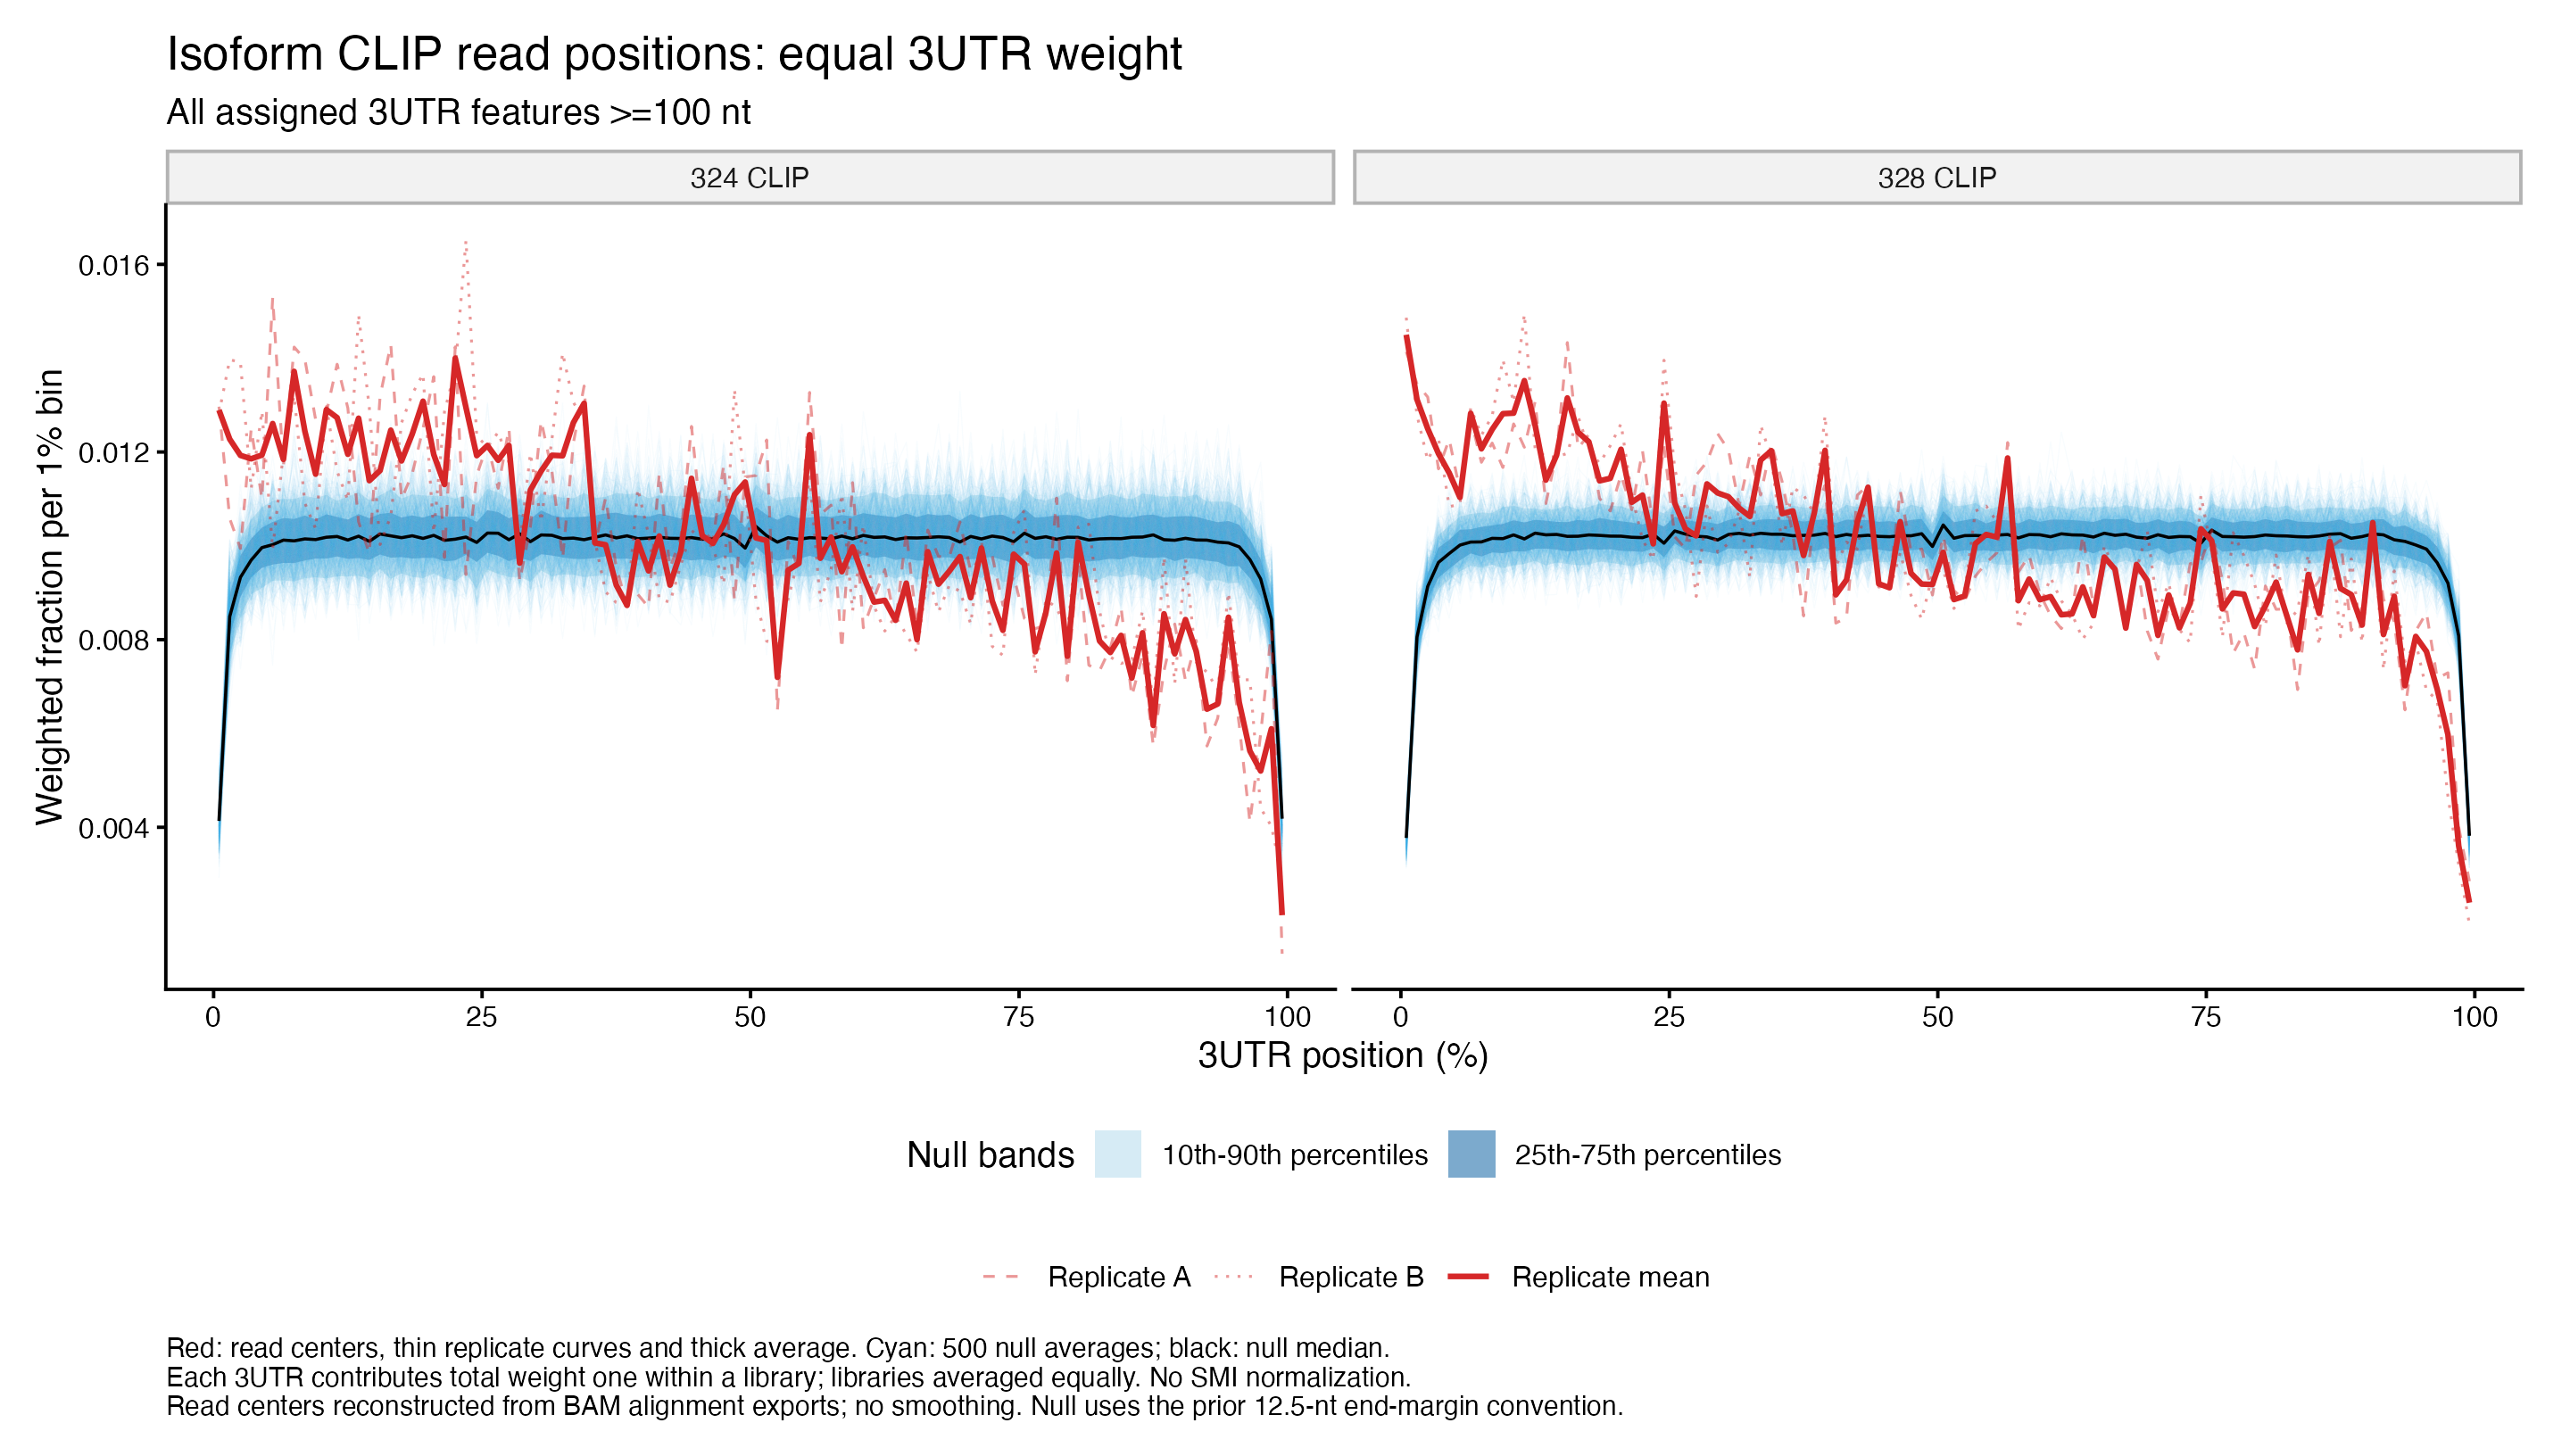 Isoform CLIP read positions: equal 3UTR weight
All assigned 3UTR features >=100 nt
324 CLIP
328 CLIP
Weighted fraction per 1% bin
0.016
0.012
0.008
0.004
0 25 50 75 100
0 25 50 75 100
3UTR position (%)
Null bands 10th-90th percentiles 25th-75th percentiles
Replicate A Replicate B Replicate mean
Red: read centers, thin replicate curves and thick average. Cyan: 500 null averages; black: null median.
Each 3UTR contributes total weight one within a library; libraries averaged equally. No SMI normalization.
Read centers reconstructed from BAM alignment exports; no smoothing. Null uses the prior 12.5-nt end-margin convention.